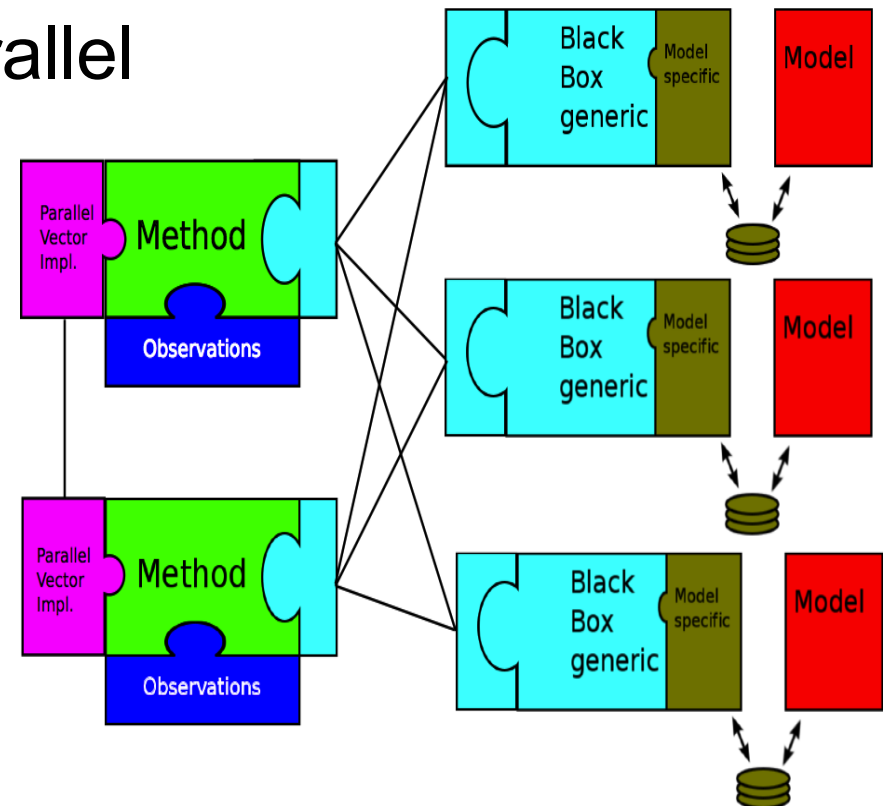 rallel
Parallel
Vector
Impl.
Method
Observations
Black
Box
generic
Model
specific
Model
Black
Box
generic
Model
specific
Model
Parallel
Vector
Impl.
Method
Observations
Black
Box
generic
Model
specific
Model